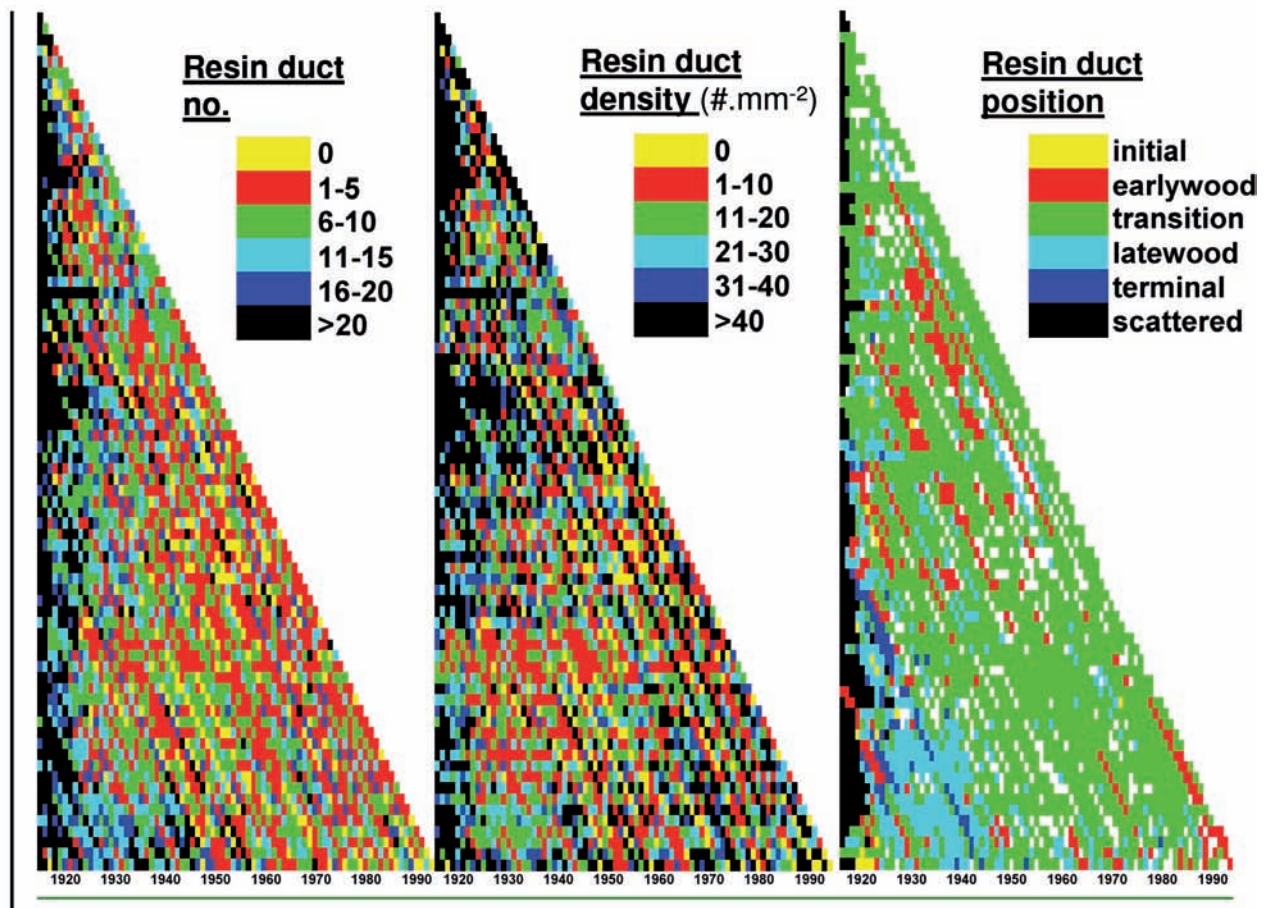 Resin duct
no.
0
1-5
6-10
11-15
16-20
>20
1920 1930 1940 1950 1960 1970 1980 1990
Resin duct
density (#.mm-2)
0
1-10
11-20
21-30
31-40
>40
1920 1930 1940 1950 1960 1970 1980 1990
Resin duct
position
initial
earlywood
transition
latewood
terminal
scattered
1920 1930 1940 1950 1960 1970 1980 1990